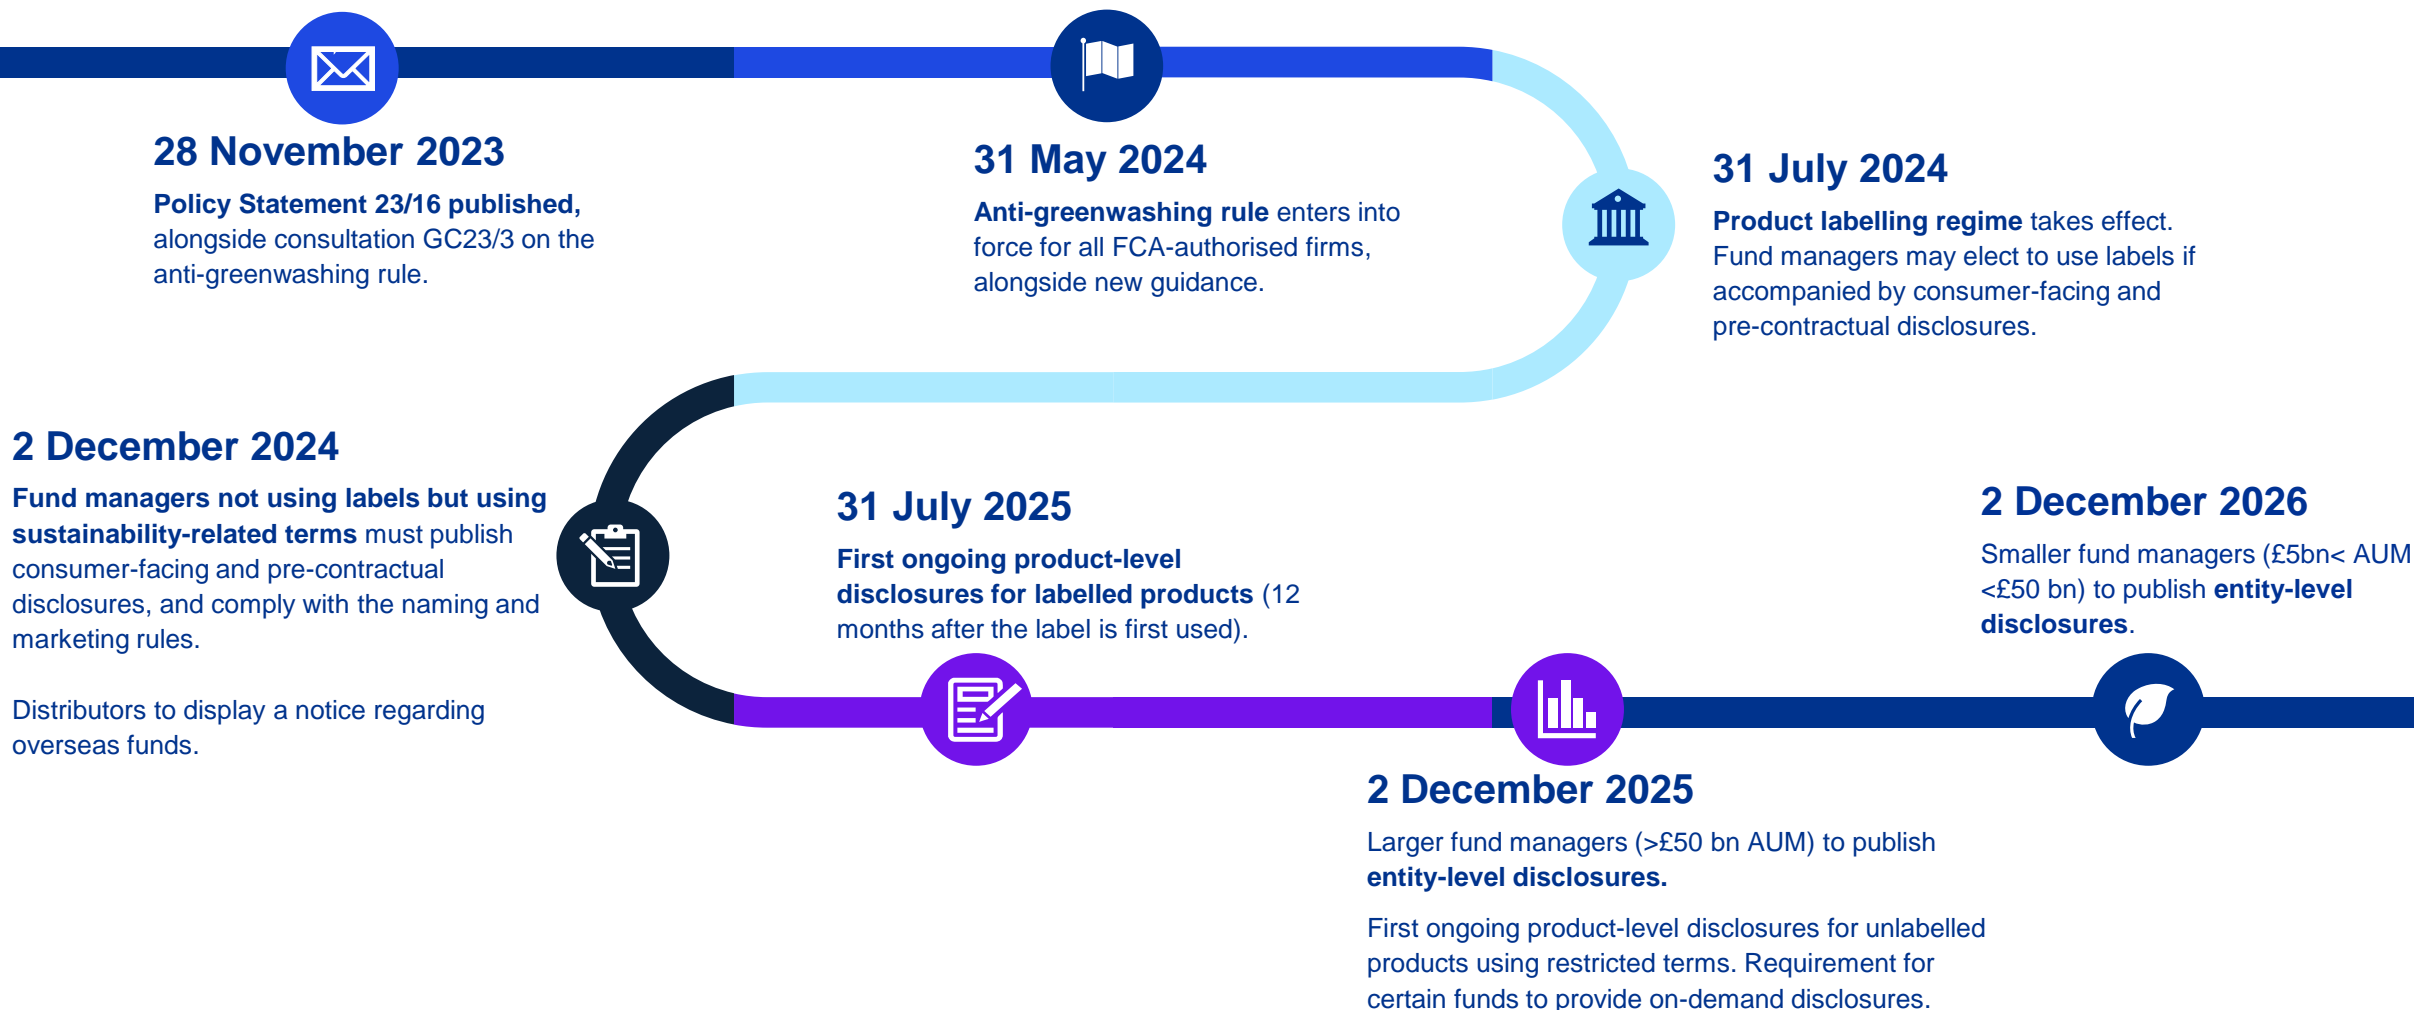 28 November 2023
Policy Statement 23/16 published,
alongside consultation GC23/3 on the
anti-greenwashing rule.
31 May 2024
Anti-greenwashing rule enters into
force for all FCA-authorised firms,
alongside new guidance.
31 July 2024
Product labelling regime takes effect.
Fund managers may elect to use labels if
accompanied by consumer-facing and
pre-contractual disclosures.
2 December 2024
Fund managers not using labels but using
sustainability-related terms must publish
consumer-facing and pre-contractual
disclosures, and comply with the naming and
marketing rules.
Distributors to display a notice regarding
overseas funds.
31 July 2025
First ongoing product-level
disclosures for labelled products (12
months after the label is first used).
2 December 2025
Larger fund managers (>£50 bn AUM) to publish
entity-level disclosures.
First ongoing product-level disclosures for unlabelled
products using restricted terms. Requirement for
certain funds to provide on-demand disclosures.
2 December 2026
Smaller fund managers (£5bn< AUM
<£50 bn) to publish entity-level
disclosures.